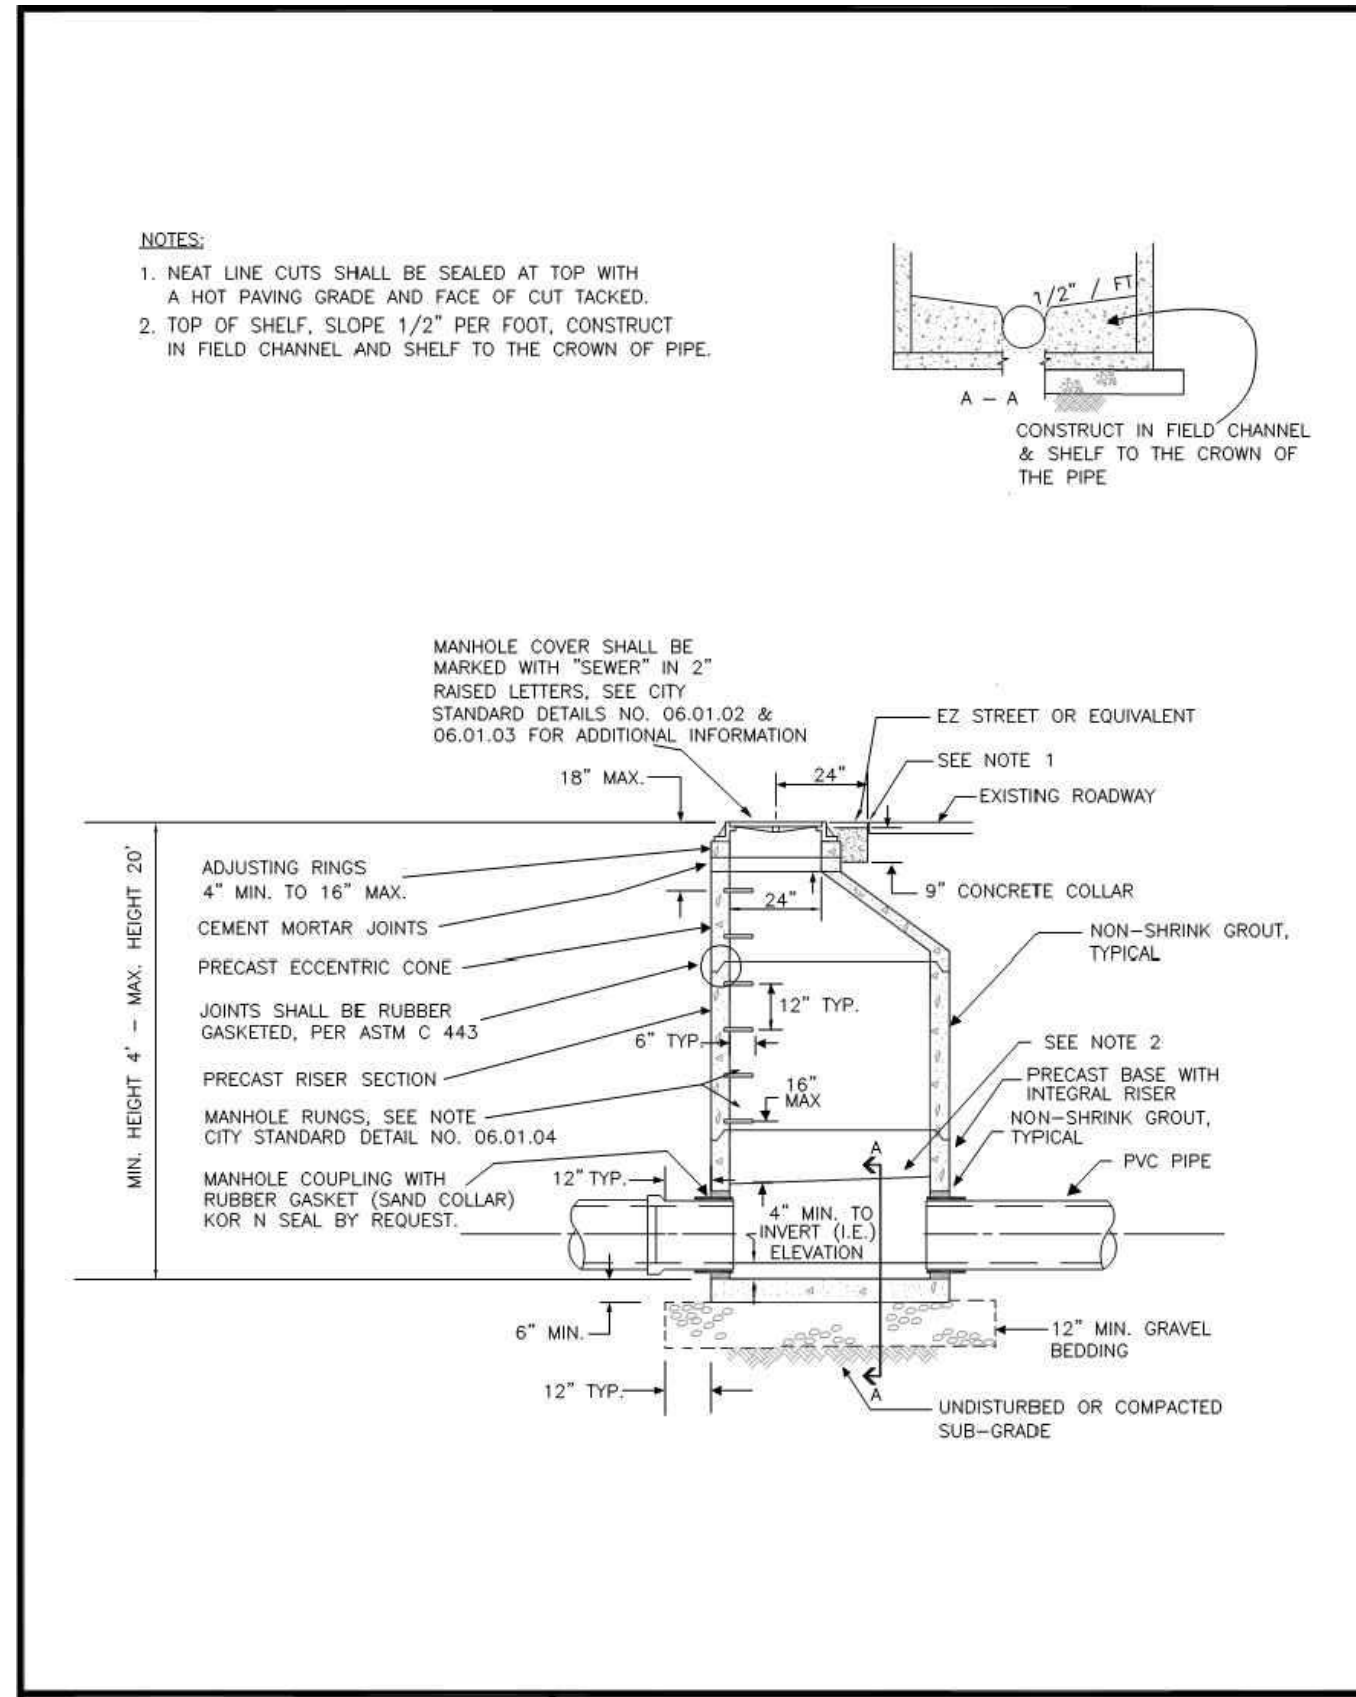 NOTES:
1. NEAT LINE CUTS SHALL BE SEALED AT TOP WITH
A HOT PAVING GRADE AND FACE OF CUT TACKED.
2. TOP OF SHELF, SLOPE 1/2" PER FOOT, CONSTRUCT
IN FIELD CHANNEL AND SHELF TO THE CROWN OF PIPE.
1/2" / FT
A – A
CONSTRUCT IN FIELD CHANNEL
& SHELF TO THE CROWN OF
THE PIPE
MANHOLE COVER SHALL BE
MARKED WITH "SEWER" IN 2"
RAISED LETTERS, SEE CITY
STANDARD DETAILS NO. 06.01.02 &
06.01.03 FOR ADDITIONAL INFORMATION
EZ STREET OR EQUIVALENT
SEE NOTE 1
EXISTING ROADWAY
18" MAX.
24"
MIN. HEIGHT 4' – MAX. HEIGHT 20'
ADJUSTING RINGS
4" MIN. TO 16" MAX.
CEMENT MORTAR JOINTS
PRECAST ECCENTRIC CONE
JOINTS SHALL BE RUBBER
GASKETED, PER ASTM C 443
PRECAST RISER SECTION
MANHOLE RUNGS, SEE NOTE
CITY STANDARD DETAIL NO. 06.01.04
MANHOLE COUPLING WITH
RUBBER GASKET (SAND COLLAR)
KOR N SEAL BY REQUEST.
24"
9" CONCRETE COLLAR
NON–SHRINK GROUT,
TYPICAL
12" TYP.
6" TYP.
16"
MAX
SEE NOTE 2
PRECAST BASE WITH
INTEGRAL RISER
NON–SHRINK GROUT,
TYPICAL
PVC PIPE
12" TYP.
A
4" MIN. TO
INVERT (I.E.)
ELEVATION
6" MIN.
12" MIN. GRAVEL
BEDDING
12" TYP.
A
UNDISTURBED OR COMPACTED
SUB–GRADE